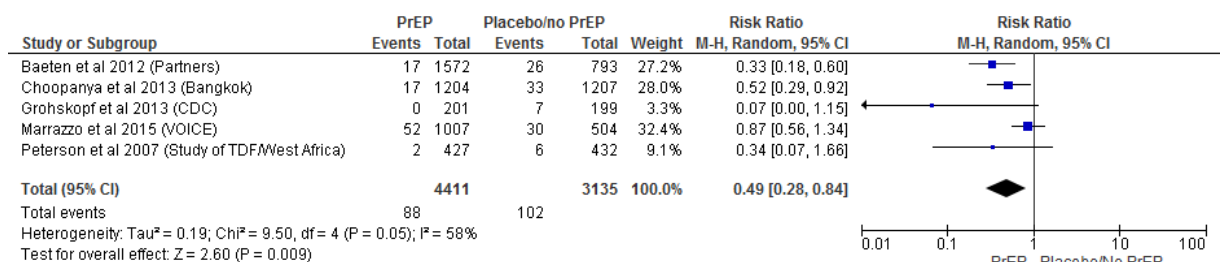 PrEP Placebo/no PrEP Risk Ratio Risk Ratio
Study or Subgroup Events Total Events Total Weight M-H, Random, 95% CI M-H, Random, 95% CI
Baeten et al 2012 (Partners) 17 1572 26 793 27.2% 0.33 [0.18, 0.60]
Choopanya et al 2013 (Bangkok) 17 1204 33 1207 28.0% 0.52 [0.29, 0.92]
Grohskopf et al 2013 (CDC) 0 201 7 199 3.3% 0.07 [0.00, 1.15]
Marrazzo et al 2015 (VOICE) 52 1007 30 504 32.4% 0.87 [0.56, 1.34]
Peterson et al 2007 (Study of TDF/West Africa) 2 427 6 432 9.1% 0.34 [0.07, 1.66]
Total (95% CI) 4411 3135 100.0% 0.49 [0.28, 0.84]
Total events 88 102
Heterogeneity: Tau² = 0.19; Chi² = 9.50, df = 4 (P = 0.05); I² = 58%
Test for overall effect: Z = 2.60 (P = 0.009)
0.01 0.1 1 10 100
PrEP Placebo/No PrEP